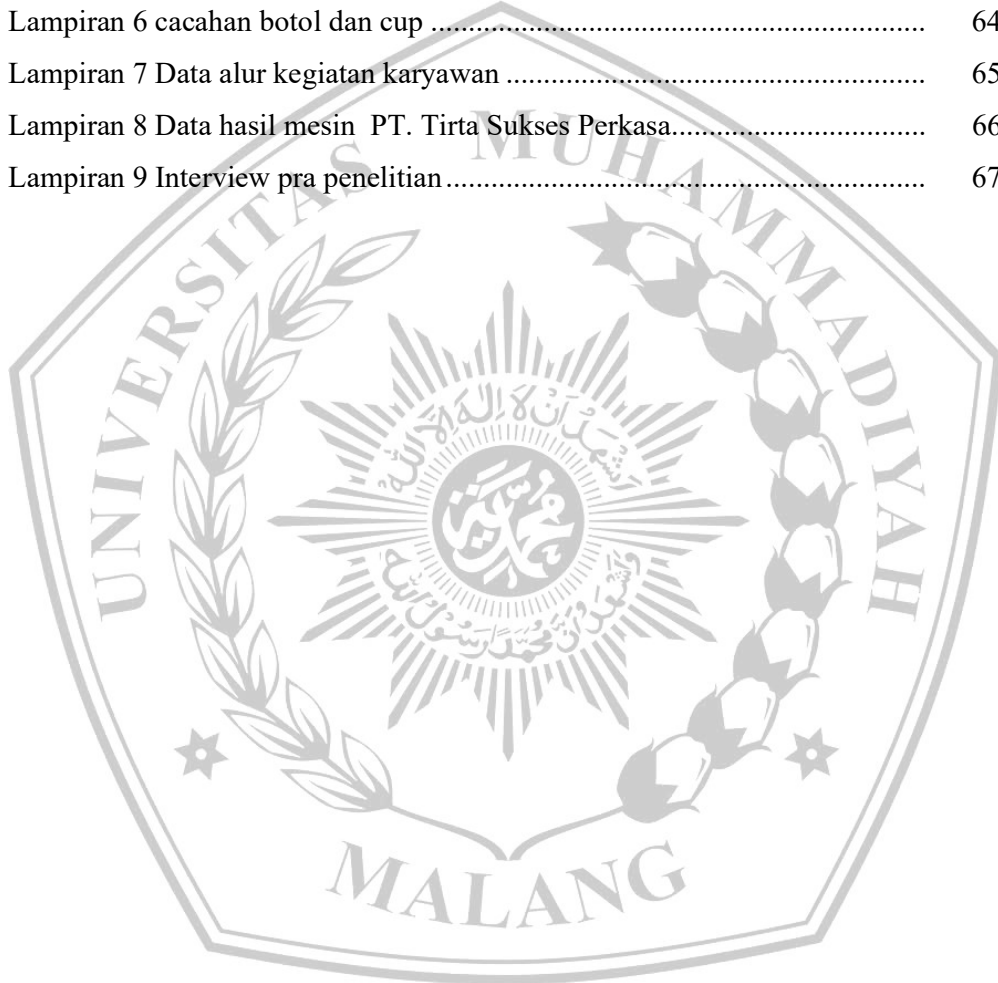 Lampiran 6 cacahan botol dan cup ........................................................................ 64
Lampiran 7 Data alur kegiatan karyawan ............................................................. 65
Lampiran 8 Data hasil mesin  PT. Tirta Sukses Perkasa..................................... 66
Lampiran 9 Interview pra penelitian ...................................................................... 67
UNIVERSITAS MUHAMMADIYAH
MALANG